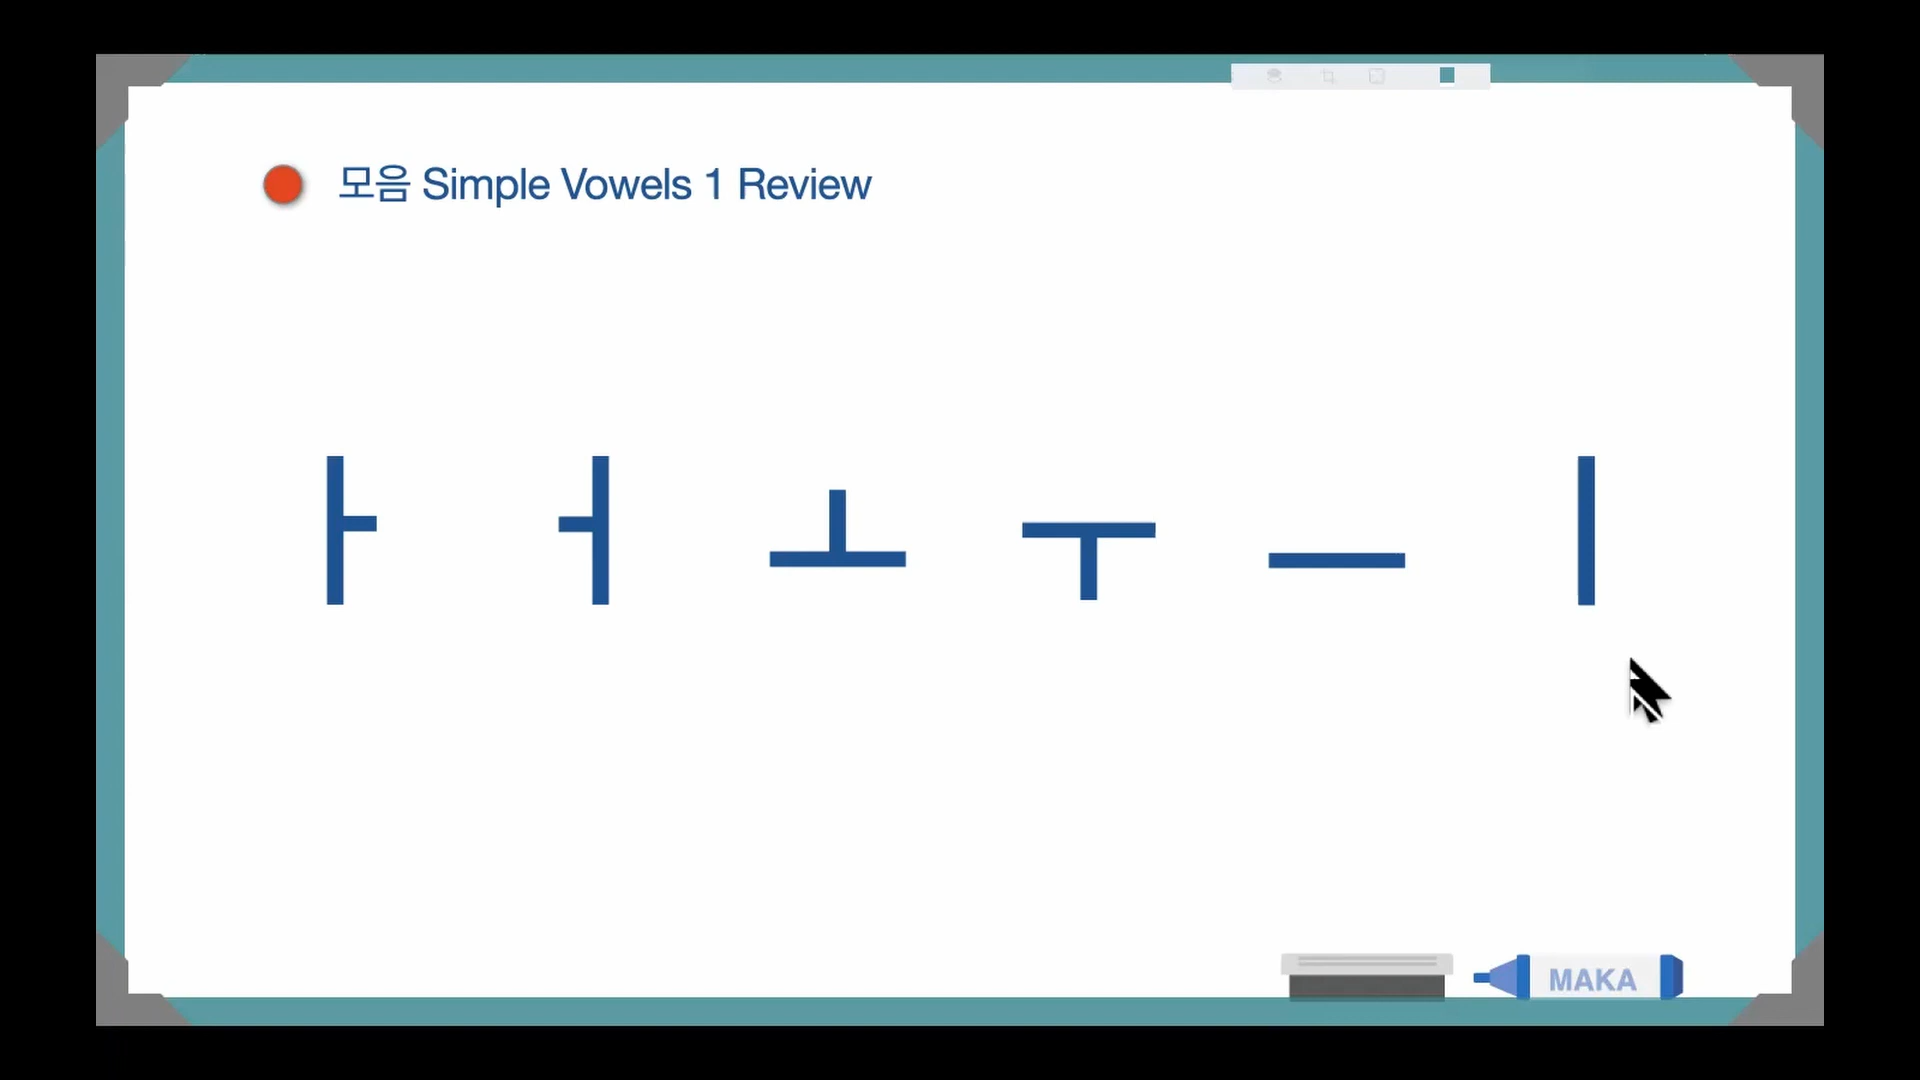 모음 Simple Vowels 1 Review
ㅏ ㅓ ㅗ ㅜ ㅡ ㅣ
MAKA